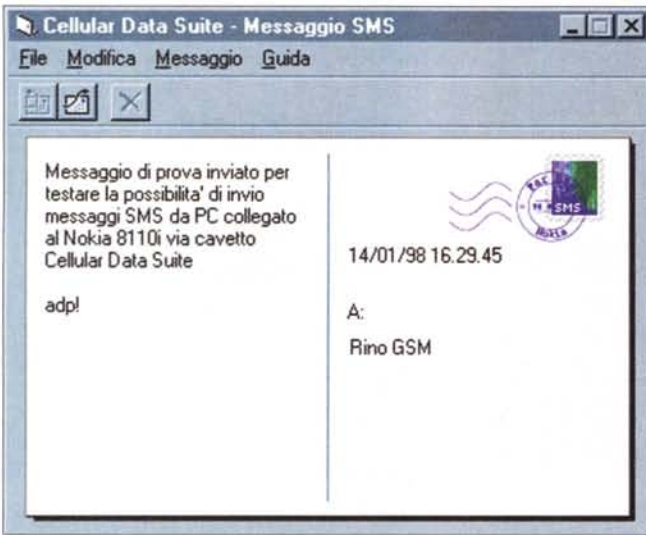 Cellular Data Suite - Messaggio SMS
File Modifica Messaggio Guida
Messaggio di prova inviato per
testare la possibilita' di invio
messaggi SMS da PC collegato
al Nokia 8110i via cavetto
Cellular Data Suite
adp!
SMS
14/01/98 16.29.45
A:
Rino GSM